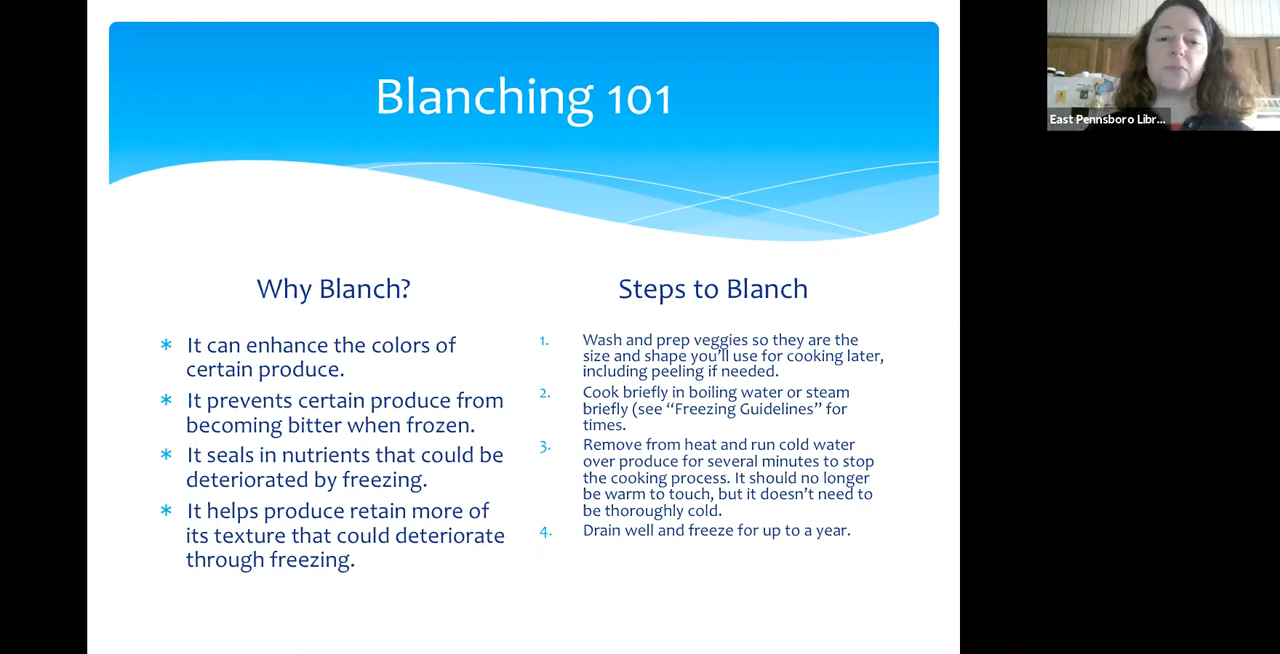 Blanching 101
Why Blanch?
* It can enhance the colors of
certain produce.
* It prevents certain produce from
becoming bitter when frozen.
* It seals in nutrients that could be
deteriorated by freezing.
* It helps produce retain more of
its texture that could deteriorate
through freezing.
Steps to Blanch
1. Wash and prep veggies so they are the
size and shape you’ll use for cooking later,
including peeling if needed.
2. Cook briefly in boiling water or steam
briefly (see “Freezing Guidelines” for
times.
3. Remove from heat and run cold water
over produce for several minutes to stop
the cooking process. It should no longer
be warm to touch, but it doesn’t need to
be thoroughly cold.
4. Drain well and freeze for up to a year.
East Pennsboro Libr...